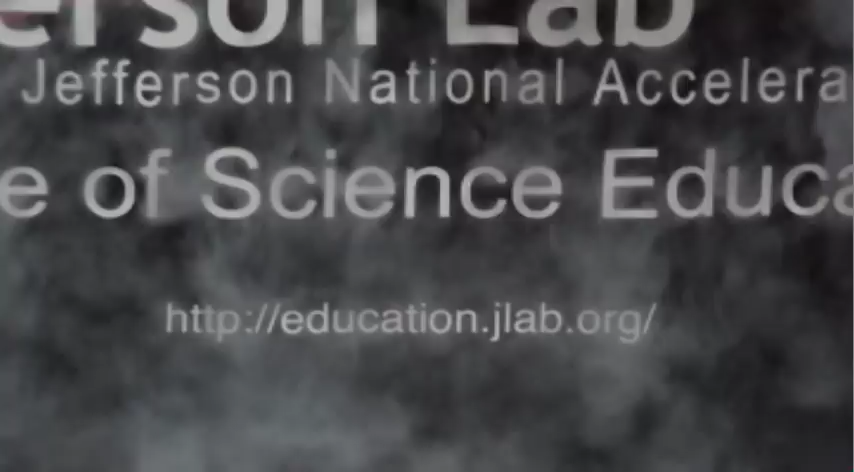 erson Lab
Jefferson National Accelera
e of Science Educa
http://education.jlab.org/